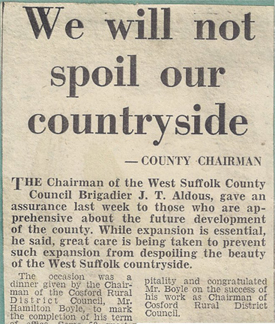 We will not
spoil our
countryside
— COUNTY CHAIRMAN
THE Chairman of the West Suffolk County
Council Brigadier J. T. Aldous, gave an
assurance last week to those who are ap-
prehensive about the future development
of the county. While expansion is essential,
he said, great care is being taken to prevent
such expansion from despoiling the beauty
of the West Suffolk countryside.
The occasion was a
dinner given by the Chair-
man of the Cosford Rural
District Council, Mr.
Hamilton Boyle, to mark
the completion of his term
pitality and congratulated
Mr. Boyle on the success of
his work as Chairman of
Cosford Rural District
Council.